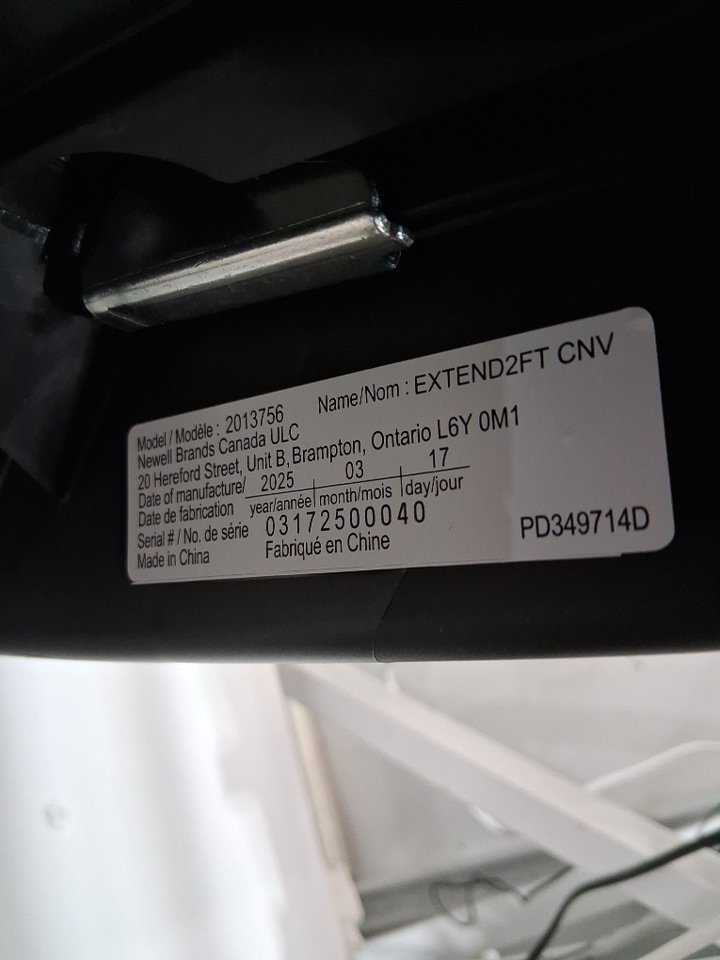 Model / Modèle : 2013756 Name/Nom : EXTEND2FT CNV
Newell Brands Canada ULC
20 Hereford Street, Unit B, Brampton, Ontario L6Y 0M1
Date of manufacture/ 2025 03 17
Date de fabrication year/année month/mois day/jour
Serial # / No. de série 03172500040
Made in China Fabriqué en Chine PD349714D